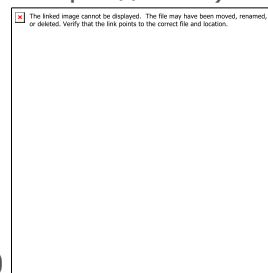 The linked image cannot be displayed. The file may have been moved, renamed,
or deleted. Verify that the link points to the correct file and location.